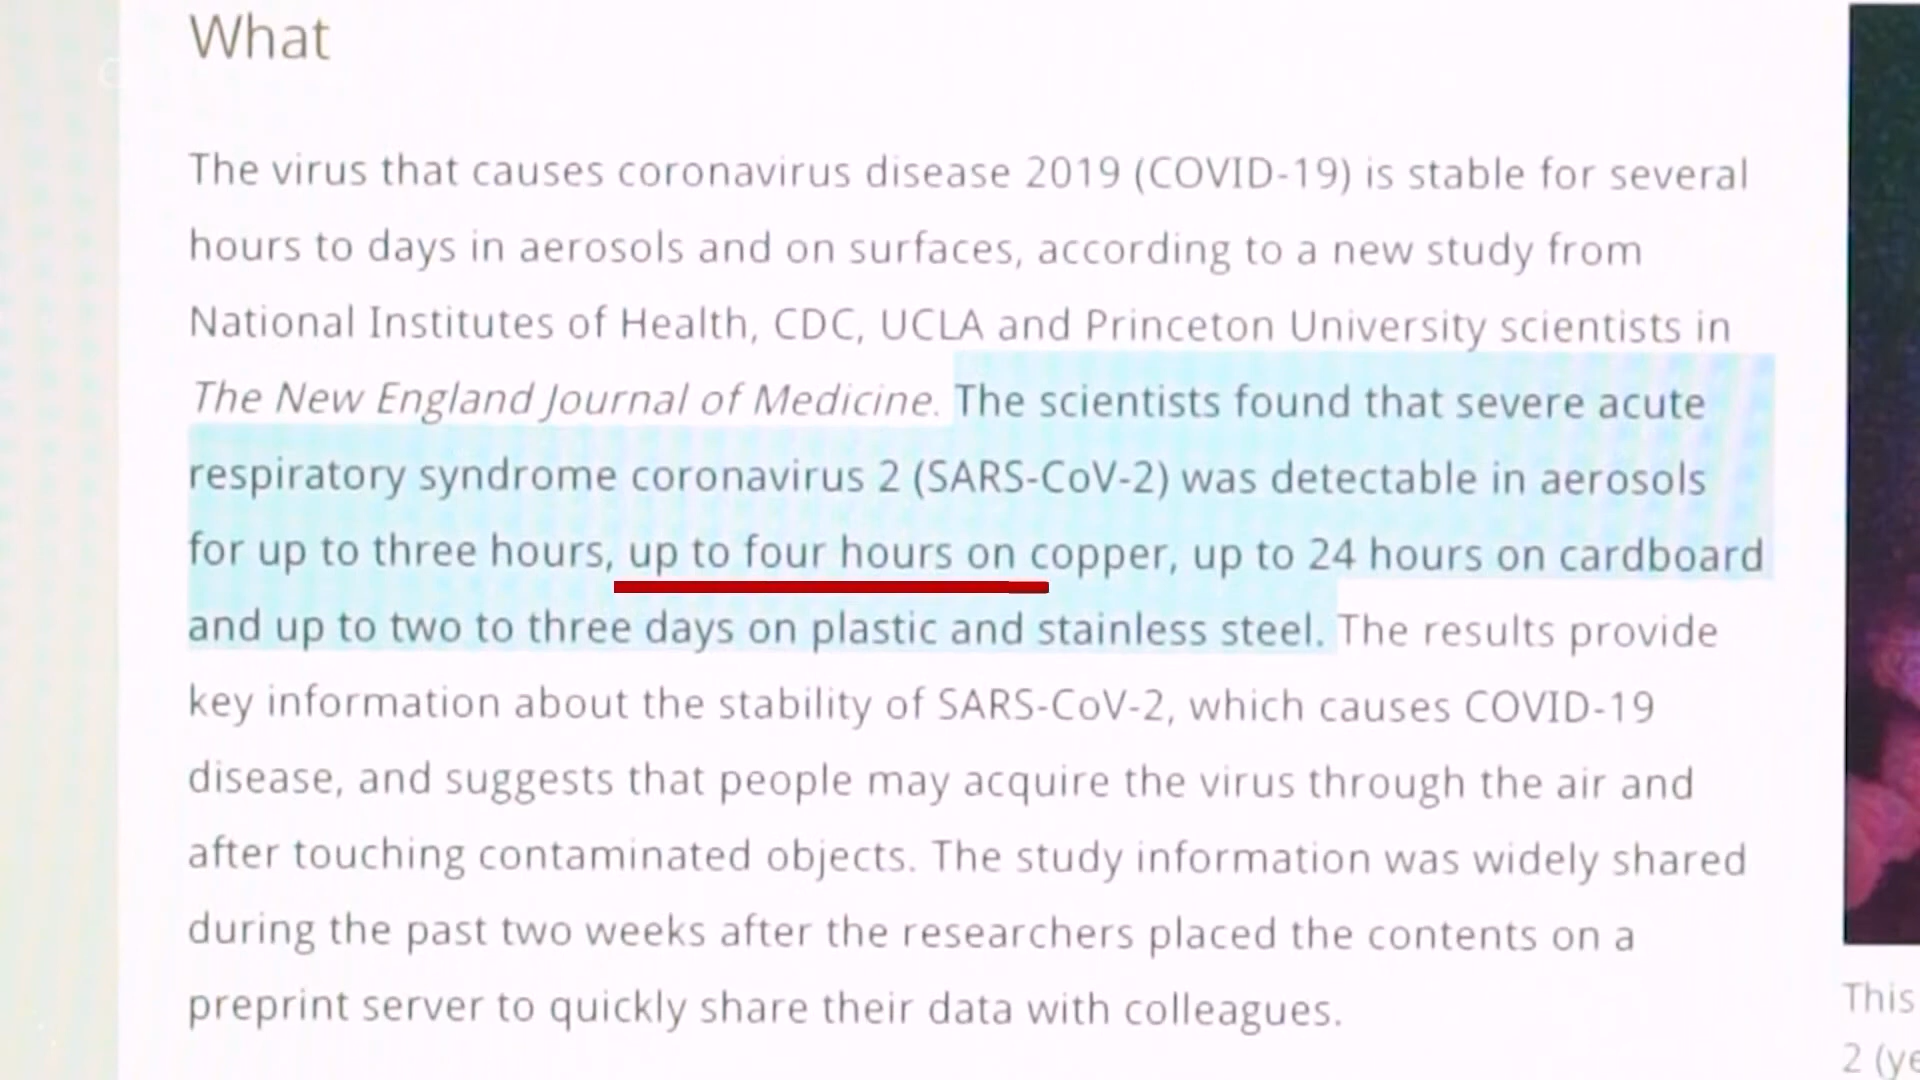 What
The virus that causes coronavirus disease 2019 (COVID-19) is stable for several
hours to days in aerosols and on surfaces, according to a new study from
National Institutes of Health, CDC, UCLA and Princeton University scientists in
The New England Journal of Medicine. The scientists found that severe acute
respiratory syndrome coronavirus 2 (SARS-CoV-2) was detectable in aerosols
for up to three hours, up to four hours on copper, up to 24 hours on cardboard
and up to two to three days on plastic and stainless steel. The results provide
key information about the stability of SARS-CoV-2, which causes COVID-19
disease, and suggests that people may acquire the virus through the air and
after touching contaminated objects. The study information was widely shared
during the past two weeks after the researchers placed the contents on a
preprint server to quickly share their data with colleagues.
This
2